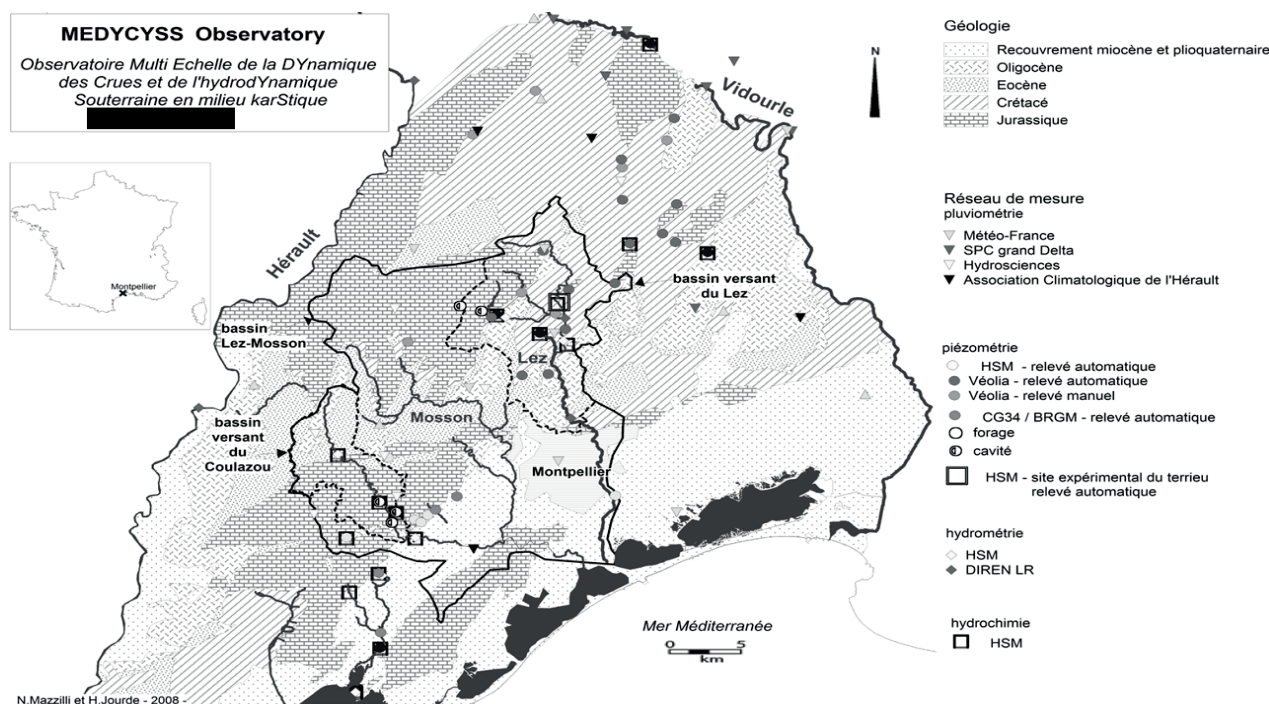 MEDYCYSS Observatory
Observatoire Multi Echelle de la DYnamique
des Crues et de l'hydrodYnamique
Souterraine en milieu karStique
Montpellier
Hérault
Vidourle
N
bassin versant
du Lez
bassin
Lez-Mosson
Lez
Mosson
bassin
versant
du
Coulazou
Montpellier
Mer Méditerranée
0 5
km
N.Mazzilli et H.Jourde - 2008 -
Géologie
Recouvrement miocène et plioquaternaire
Oligocène
Eocène
Crétacé
Jurassique
Réseau de mesure
pluviométrie
Météo-France
SPC grand Delta
Hydrosciences
Association Climatologique de l'Hérault
piézométrie
HSM - relevé automatique
Véolia - relevé automatique
Véolia - relevé manuel
CG34 / BRGM - relevé automatique
forage
cavité
HSM - site expérimental du terrieu
relevé automatique
hydrométrie
HSM
DIREN LR
hydrochimie
HSM